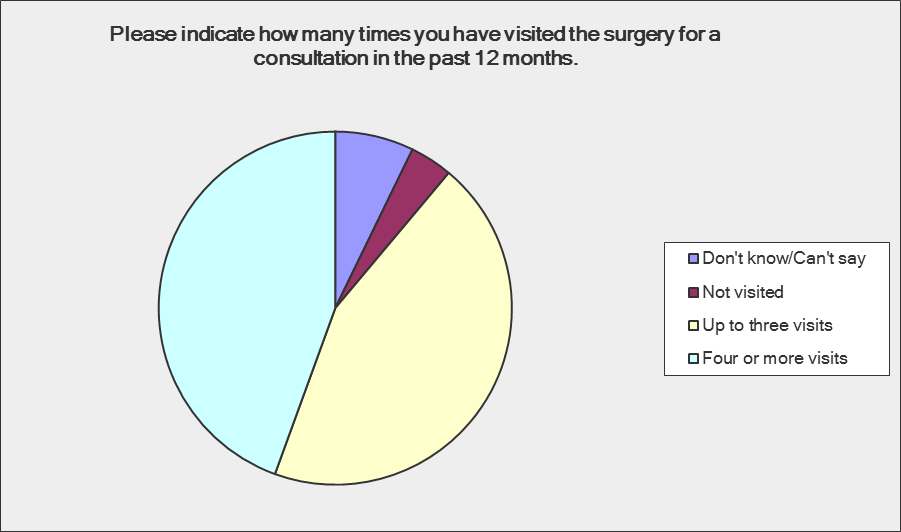 Please indicate how many times you have visited the surgery for a
consultation in the past 12 months.
Don't know/Can't say
Not visited
Up to three visits
Four or more visits